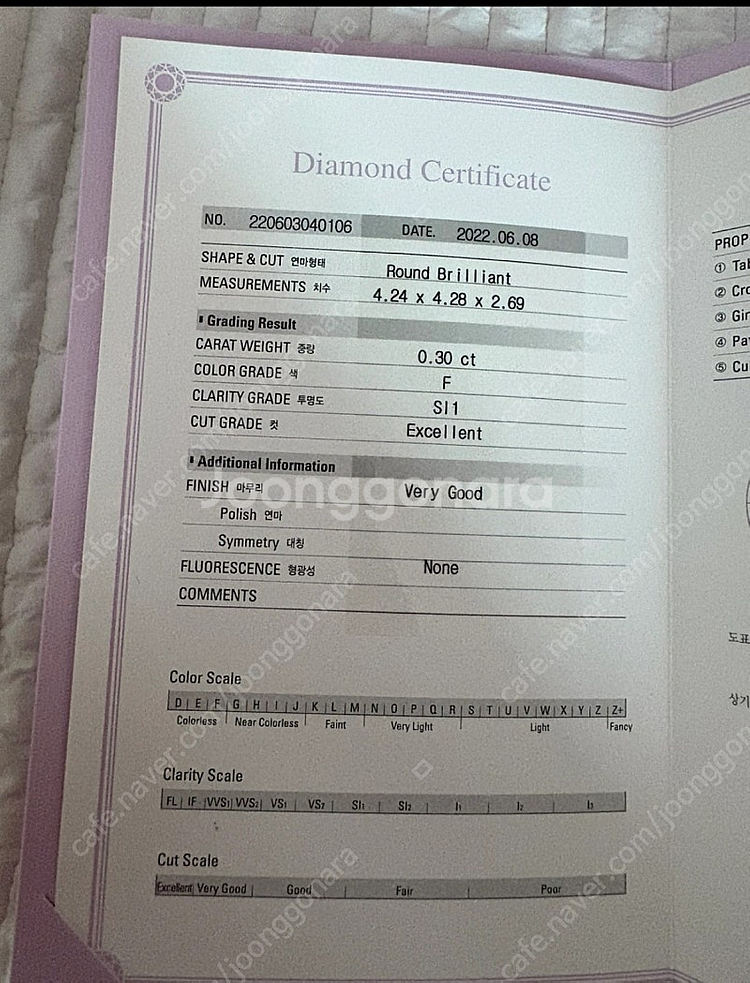 Diamond Certificate
NO. 220603040106 DATE. 2022.06.08
SHAPE & CUT 연마형태 Round Brilliant
MEASUREMENTS 치수 4.24 x 4.28 x 2.69
Grading Result
CARAT WEIGHT 중량 0.30 ct
COLOR GRADE 색 F
CLARITY GRADE 투명도 SI1
CUT GRADE 컷 Excellent
Additional Information
FINISH 마무리 Very Good
Polish 연마
Symmetry 대칭
FLUORESCENCE 형광성 None
COMMENTS
Color Scale
D | E | F | G | H | I | J | K | L | M | N | O | P | Q | R | S | T | U | V | W | X | Y | Z | Z+
Colorless Near Colorless Faint Very Light Light Fancy
Clarity Scale
FL | IF | VVS1 | VVS2 | VS1 | VS2 | SI1 | SI2 | I1 | I2 | I3
Cut Scale
Excellent | Very Good | Good | Fair | Poor
PROP
① Tab
② Cro
③ Gir
④ Pa
⑤ Cu
도표
상기
Joonggonara
cafe.naver.com/joonggonara